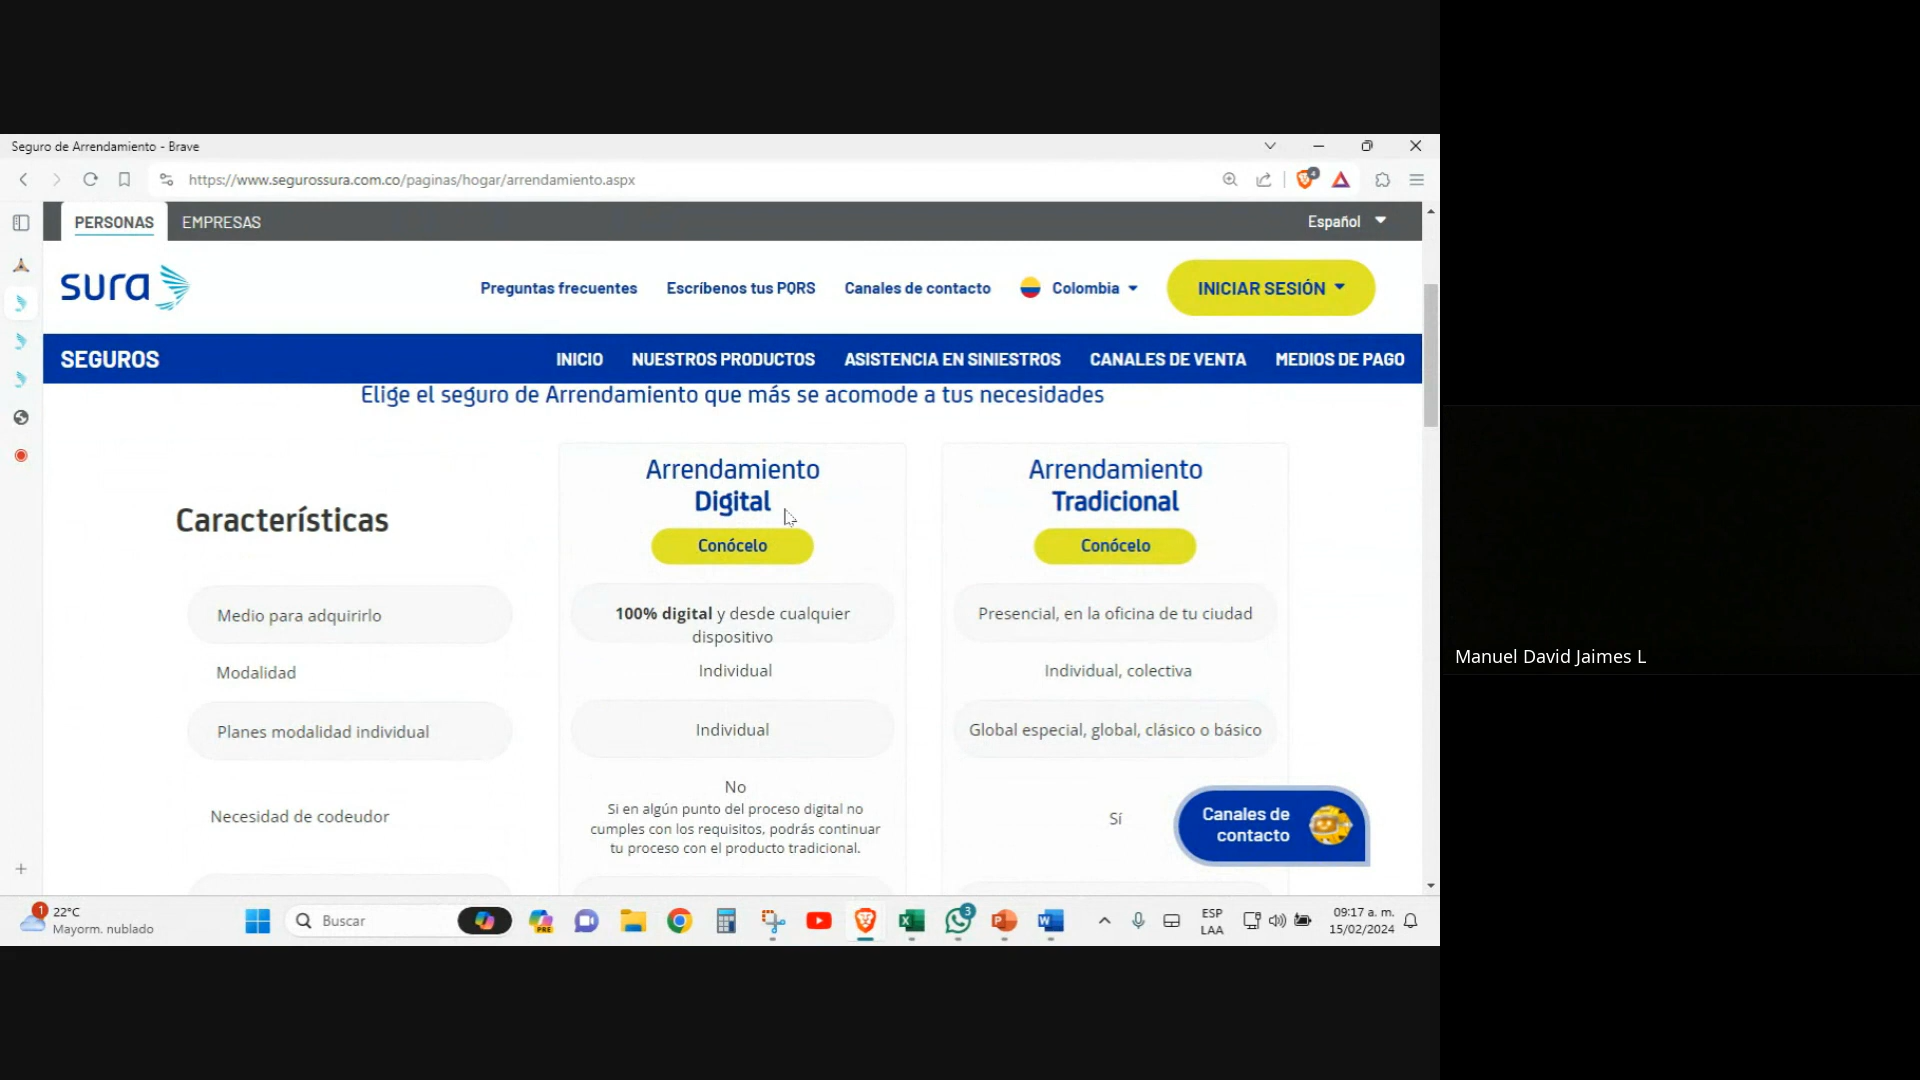 Seguro de Arrendamiento - Brave
https://www.segurossura.com.co/paginas/hogar/arrendamiento.aspx
4
PERSONAS
EMPRESAS
Español
sura
Preguntas frecuentes
Escríbenos tus PQRS
Canales de contacto
Colombia
INICIAR SESIÓN
SEGUROS
INICIO
NUESTROS PRODUCTOS
ASISTENCIA EN SINIESTROS
CANALES DE VENTA
MEDIOS DE PAGO
Elige el seguro de Arrendamiento que más se acomode a tus necesidades
Características
Arrendamiento
Digital
Conócelo
Arrendamiento
Tradicional
Conócelo
Medio para adquirirlo
100% digital y desde cualquier
dispositivo
Presencial, en la oficina de tu ciudad
Modalidad
Individual
Individual, colectiva
Planes modalidad individual
Individual
Global especial, global, clásico o básico
Necesidad de codeudor
No
Si en algún punto del proceso digital no
cumples con los requisitos, podrás continuar
tu proceso con el producto tradicional.
Sí
Canales de
contacto
Manuel David Jaimes L
1
22°C
Mayorm. nublado
Buscar
PRE
3
ESP
LAA
09:17 a. m.
15/02/2024